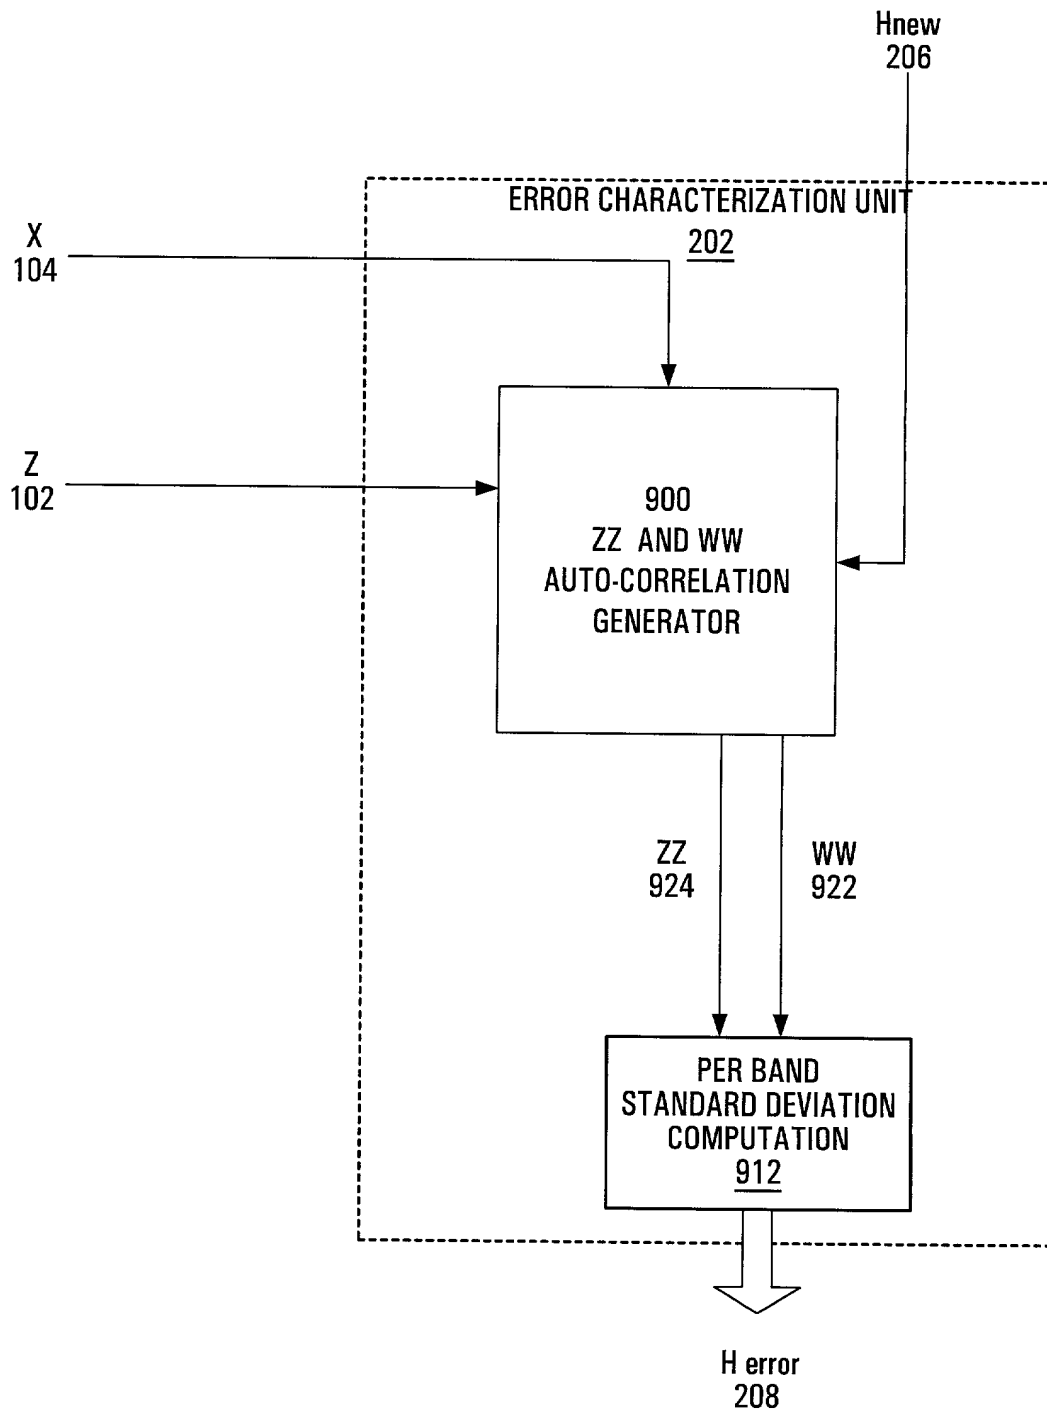 Hnew
206
ERROR CHARACTERIZATION UNIT
202
X
104
Z
102
900
ZZ AND WW
AUTO-CORRELATION
GENERATOR
ZZ
924
WW
922
PER BAND
STANDARD DEVIATION
COMPUTATION
912
H error
208